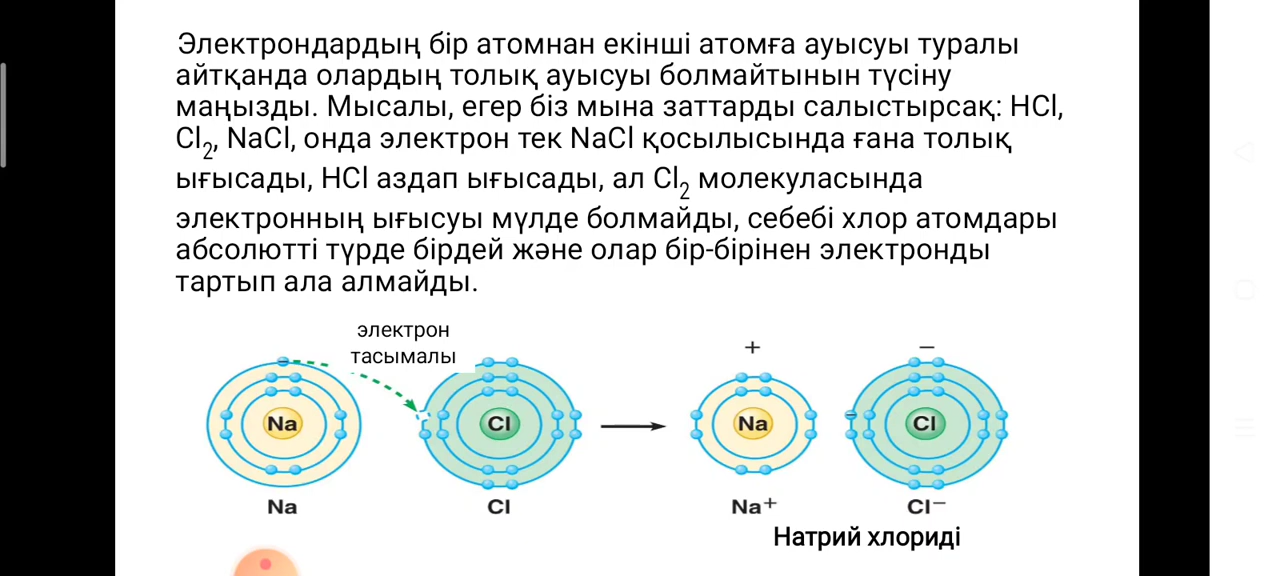 Электрондардың бір атомнан екінші атомға ауысуы туралы
айтқанда олардың толық ауысуы болмайтынын түсіну
маңызды. Мысалы, егер біз мына заттарды салыстырсақ: HCl,
Cl₂, NaCl, онда электрон тек NaCl қосылысында ғана толық
ығысады, HCl аздап ығысады, ал Cl₂ молекуласында
электронның ығысуы мүлде болмайды, себебі хлор атомдары
абсолютті түрде бірдей және олар бір-бірінен электронды
тартып ала алмайды.
электрон
тасымалы
+ −
Na Cl Na Cl
Na Cl Na⁺ Cl⁻
Натрий хлориді